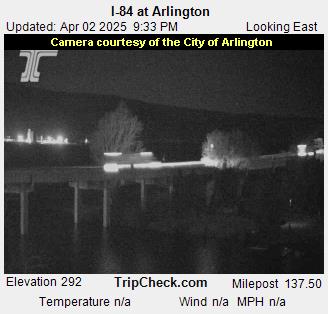 I-84 at Arlington
Updated: Apr 02 2025 9:33 PM Looking East
Camera courtesy of the City of Arlington
Elevation 292 TripCheck.com Milepost 137.50
Temperature n/a Wind n/a MPH n/a